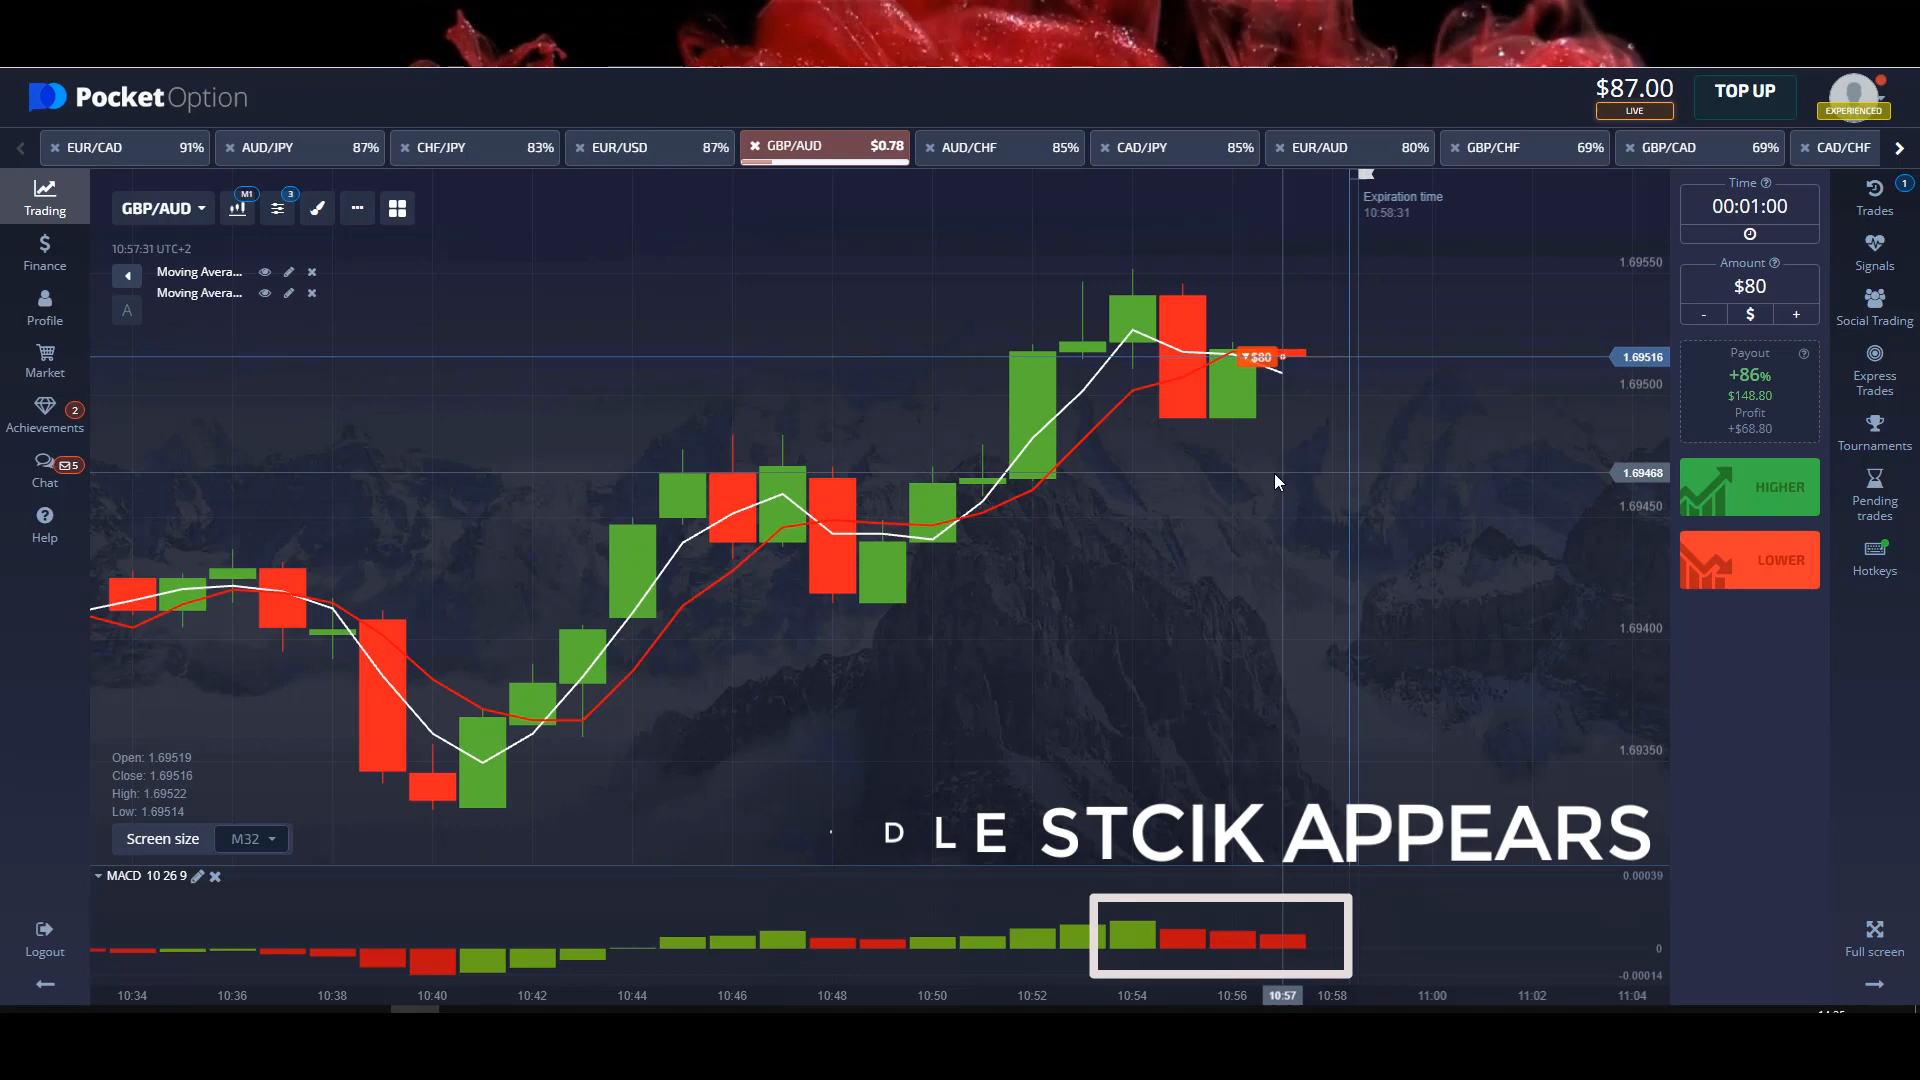 PocketOption
$87.00
LIVE
TOP UP
EXPERIENCED
EUR/CAD 91%
AUD/JPY 87%
CHF/JPY 83%
EUR/USD 87%
GBP/AUD $0.78
AUD/CHF 85%
CAD/JPY 85%
EUR/AUD 80%
GBP/CHF 69%
GBP/CAD 69%
CAD/CHF
Trading
Finance
Profile
Market
Achievements 2
Chat 5
Help
Logout
GBP/AUD
M1
3
10:57:31 UTC+2
Moving Avera...
Moving Avera...
A
Expiration time
10:58:31
$80
1.69550
1.69516
1.69500
1.69468
1.69450
1.69400
1.69350
Open: 1.69519
Close: 1.69516
High: 1.69522
Low: 1.69514
Screen size M32
D L E STCIK APPEARS
MACD 10 26 9
0.00039
0
-0.00014
10:34 10:36 10:38 10:40 10:42 10:44 10:46 10:48 10:50 10:52 10:54 10:56 10:57 10:58 11:00 11:02 11:04
Time
00:01:00
Amount
$80
- $ +
Payout
+86%
$148.80
Profit
+$68.80
HIGHER
LOWER
1
Trades
Signals
Social Trading
Express
Trades
Tournaments
Pending
trades
Hotkeys
Full screen